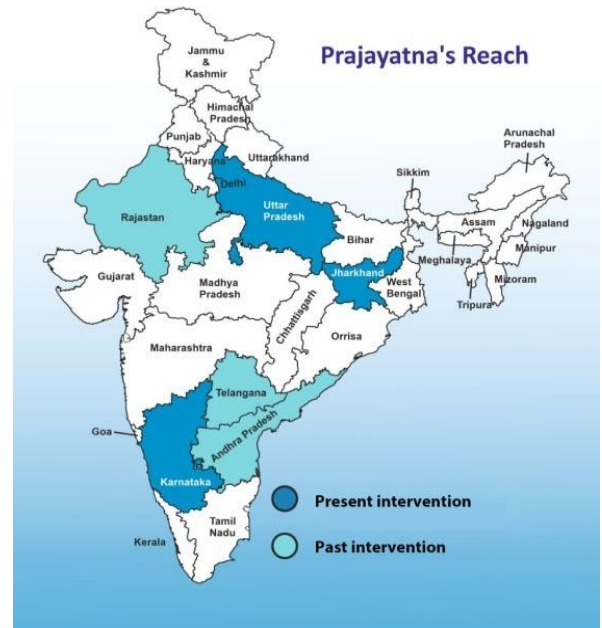 Prajayatna's Reach
Jammu
&
Kashmir
Himachal
Pradesh
Punjab
Uttarakhand
Haryana
Delhi
Arunachal
Pradesh
Sikkim
Rajastan
Uttar
Pradesh
Assam
Nagaland
Bihar
Meghalaya
Manipur
Gujarat
Jharkhand
Madhya
Pradesh
West
Bengal
Mizoram
Tripura
Chhattisgarh
Orrisa
Maharashtra
Telangana
Goa
Andhra Pradesh
Karnataka
Present intervention
Tamil
Nadu
Kerala
Past intervention